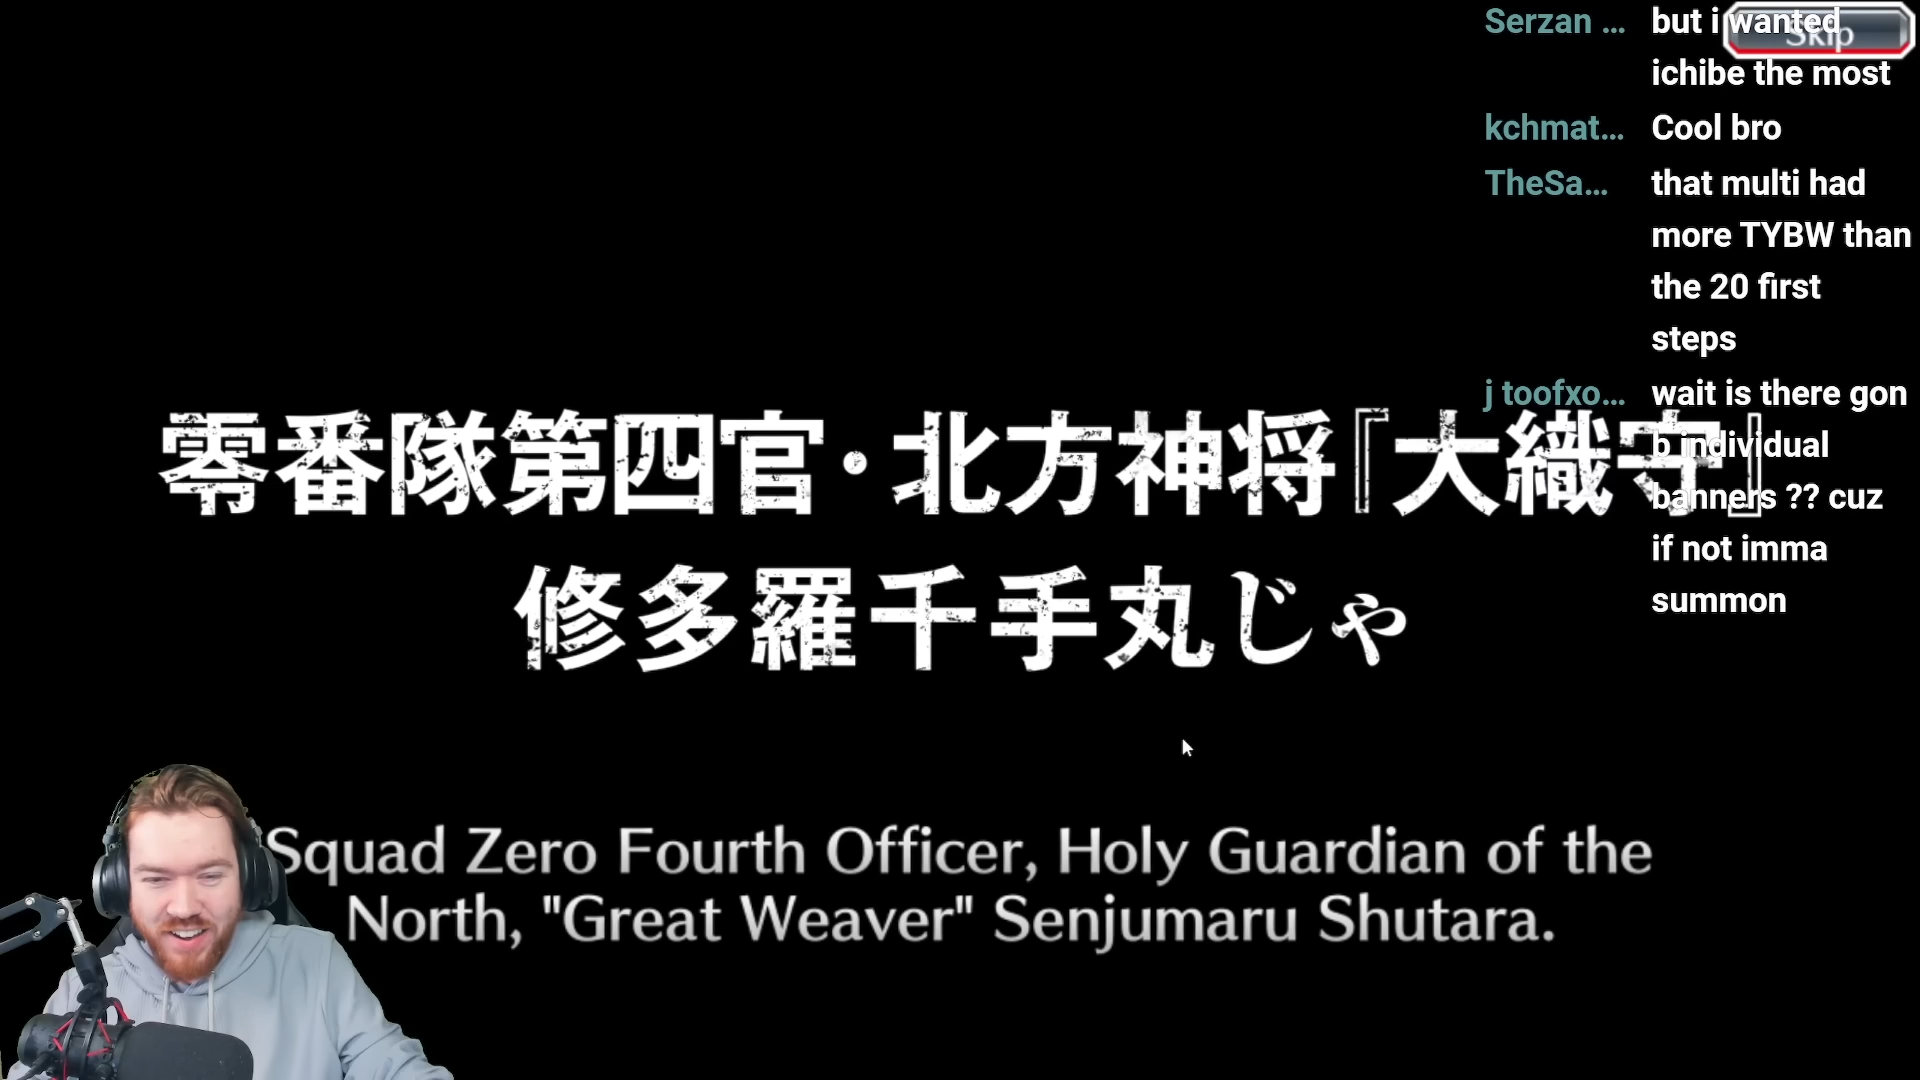 Skip
Serzan ... but i wanted
ichibe the most
kchmat... Cool bro
TheSa... that multi had
more TYBW than
the 20 first
steps
j toofxo... wait is there gon
b individual
banners ?? cuz
if not imma
summon
零番隊第四官・北方神将『大織守』
修多羅千手丸じゃ
Squad Zero Fourth Officer, Holy Guardian of the
North, "Great Weaver" Senjumaru Shutara.